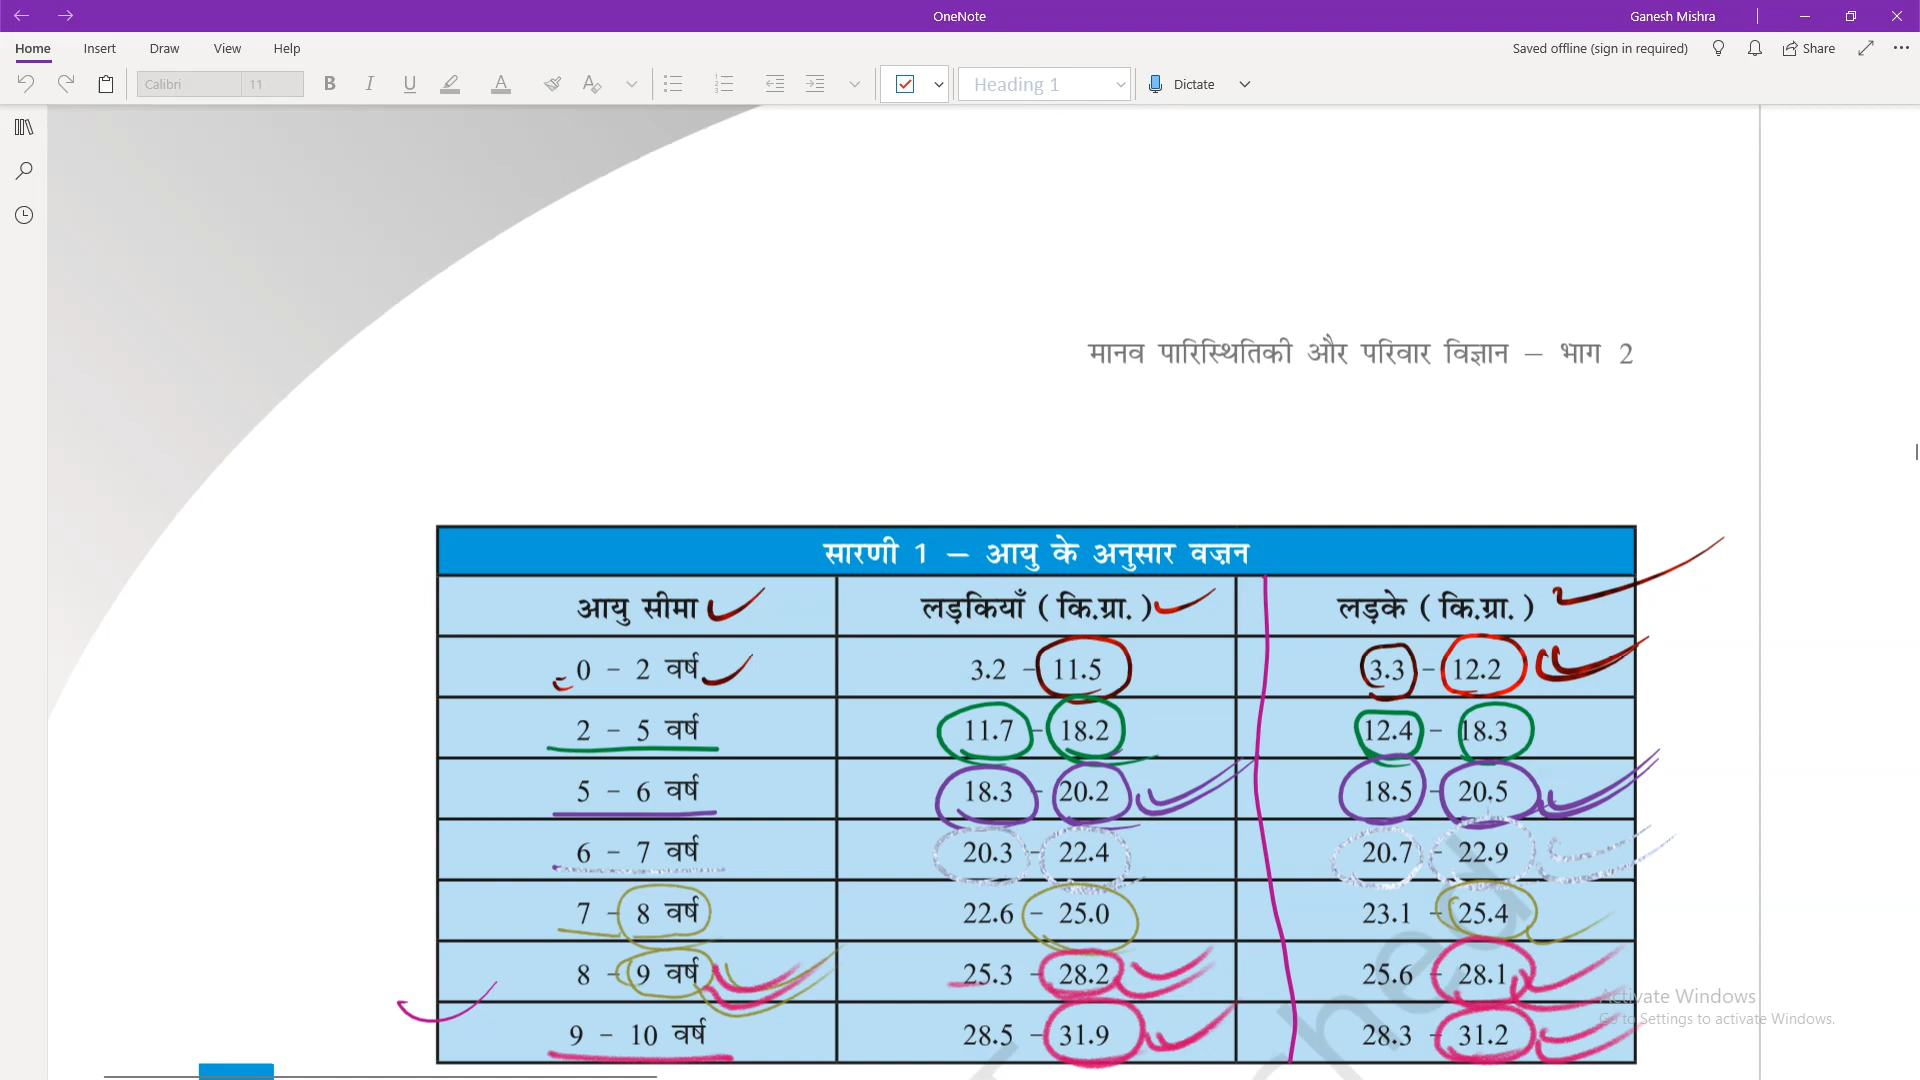 OneNote
Ganesh Mishra
Home Insert Draw View Help
Saved offline (sign in required) Share
Calibri 11 B I U A A Heading 1 Dictate
मानव पारिस्थितिकी और परिवार विज्ञान – भाग 2
सारणी 1 – आयु के अनुसार वज़न
आयु सीमा लड़कियाँ (कि.ग्रा.) लड़के (कि.ग्रा.)
0 – 2 वर्ष 3.2 – 11.5 3.3 – 12.2
2 – 5 वर्ष 11.7 – 18.2 12.4 – 18.3
5 – 6 वर्ष 18.3 – 20.2 18.5 – 20.5
6 – 7 वर्ष 20.3 – 22.4 20.7 – 22.9
7 – 8 वर्ष 22.6 – 25.0 23.1 – 25.4
8 – 9 वर्ष 25.3 – 28.2 25.6 – 28.1
9 – 10 वर्ष 28.5 – 31.9 28.3 – 31.2
Activate Windows
Go to Settings to activate Windows.